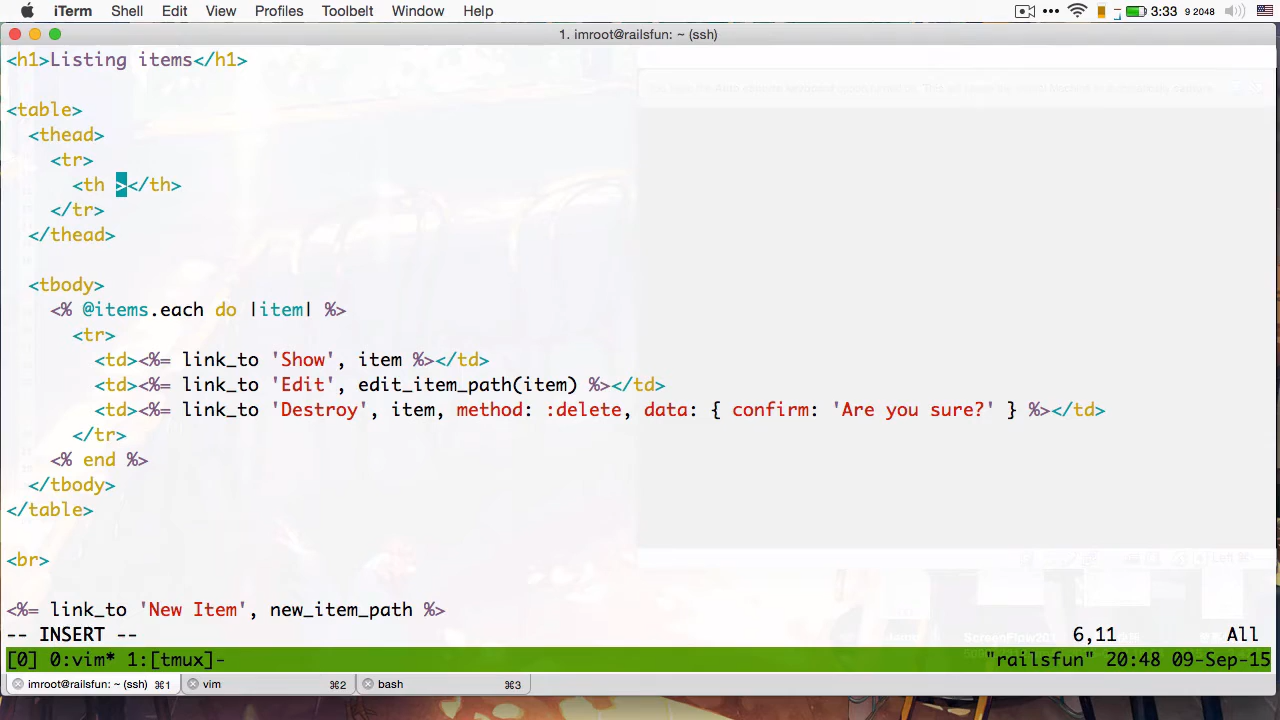 iTerm Shell Edit View Profiles Toolbelt Window Help 3:33 9 2048
1. imroot@railsfun: ~ (ssh)
<h1>Listing items</h1>
<table>
<thead>
<tr>
<th ></th>
</tr>
</thead>
<tbody>
<% @items.each do |item| %>
<tr>
<td><%= link_to 'Show', item %></td>
<td><%= link_to 'Edit', edit_item_path(item) %></td>
<td><%= link_to 'Destroy', item, method: :delete, data: { confirm: 'Are you sure?' } %></td>
</tr>
<% end %>
</tbody>
</table>
<br>
<%= link_to 'New Item', new_item_path %>
-- INSERT -- 6,11 All
[0] 0:vim* 1:[tmux]- "railsfun" 20:48 09-Sep-15
imroot@railsfun: ~ (ssh) ⌘1 vim ⌘2 bash ⌘3